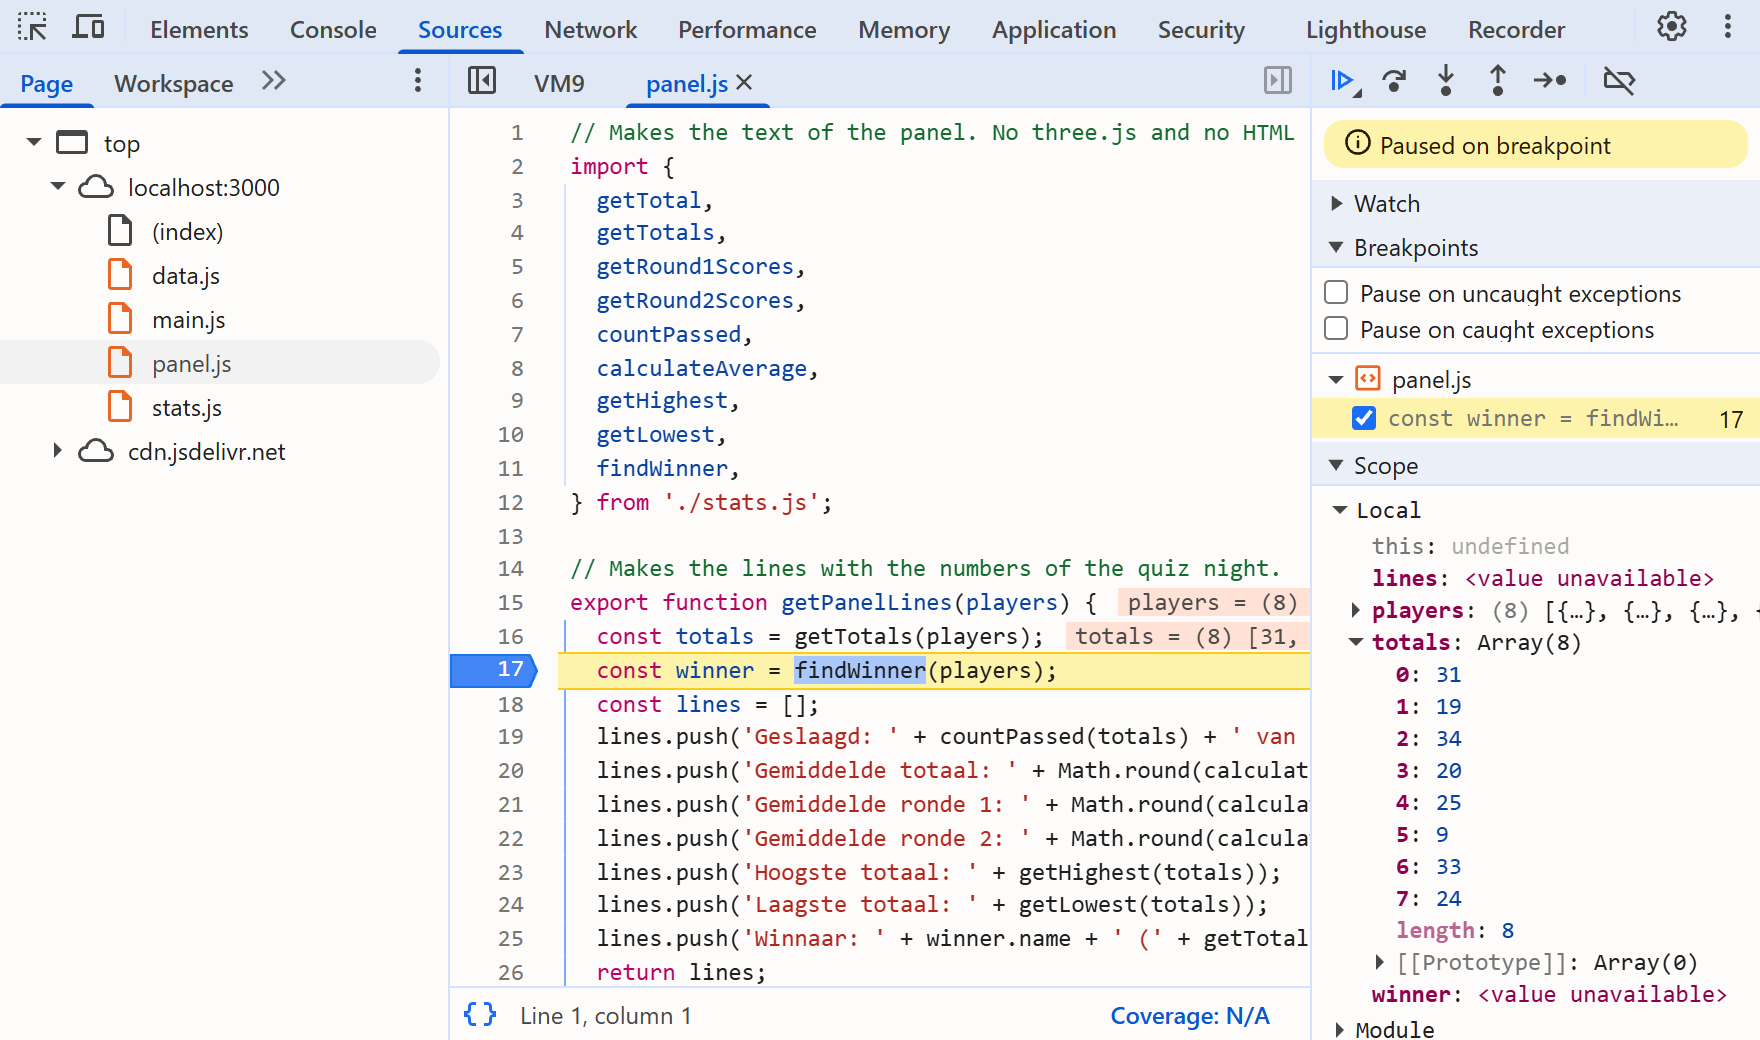 Elements Console Sources Network Performance Memory Application Security Lighthouse Recorder
Page Workspace
VM9 panel.js
top
localhost:3000
(index)
data.js
main.js
panel.js
stats.js
cdn.jsdelivr.net
1 // Makes the text of the panel. No three.js and no HTML
2 import {
3 getTotal,
4 getTotals,
5 getRound1Scores,
6 getRound2Scores,
7 countPassed,
8 calculateAverage,
9 getHighest,
10 getLowest,
11 findWinner,
12 } from './stats.js';
13
14 // Makes the lines with the numbers of the quiz night.
15 export function getPanelLines(players) { players = (8)
16 const totals = getTotals(players); totals = (8) [31,
17 const winner = findWinner(players);
18 const lines = [];
19 lines.push('Geslaagd: ' + countPassed(totals) + ' van
20 lines.push('Gemiddelde totaal: ' + Math.round(calculat
21 lines.push('Gemiddelde ronde 1: ' + Math.round(calcula
22 lines.push('Gemiddelde ronde 2: ' + Math.round(calcula
23 lines.push('Hoogste totaal: ' + getHighest(totals));
24 lines.push('Laagste totaal: ' + getLowest(totals));
25 lines.push('Winnaar: ' + winner.name + ' (' + getTotal
26 return lines;
{} Line 1, column 1 Coverage: N/A
Paused on breakpoint
Watch
Breakpoints
Pause on uncaught exceptions
Pause on caught exceptions
panel.js
const winner = findWi… 17
Scope
Local
this: undefined
lines: <value unavailable>
players: (8) [{…}, {…}, {…}, {
totals: Array(8)
0: 31
1: 19
2: 34
3: 20
4: 25
5: 9
6: 33
7: 24
length: 8
[[Prototype]]: Array(0)
winner: <value unavailable>
Module